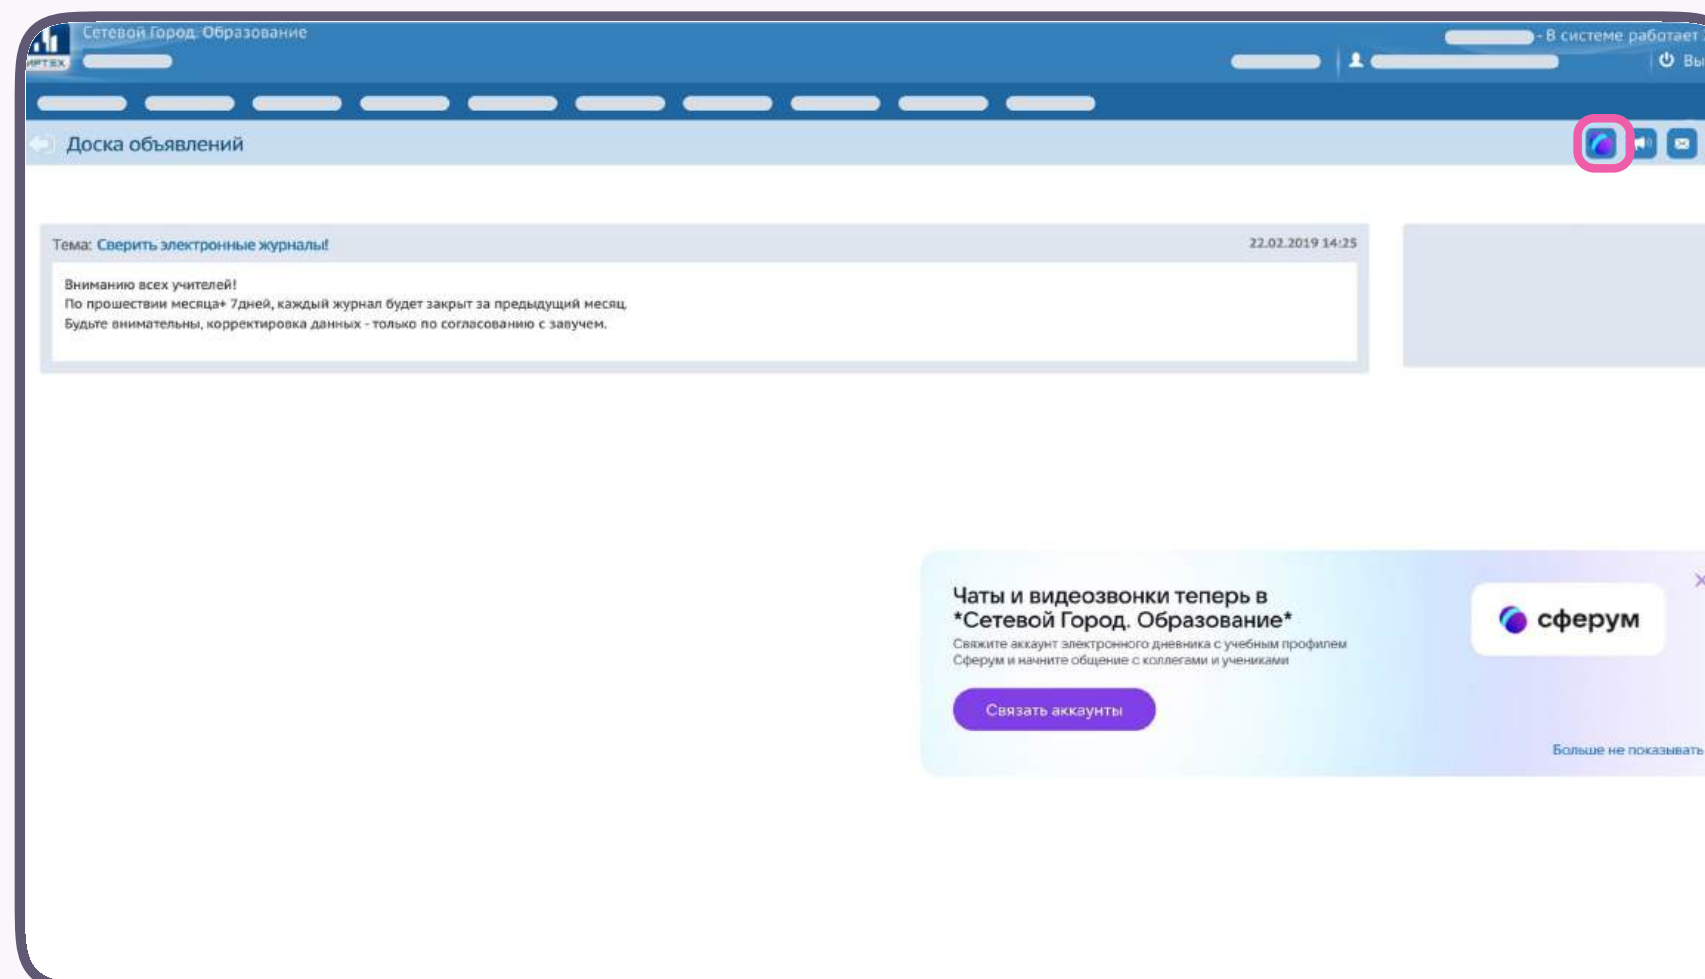 Сетевой Город. Образование
- В системе работает
ИРТЕХ
Доска объявлений
Тема: Сверить электронные журналы!
22.02.2019 14:25
Вниманию всех учителей!
По прошествии месяца+ 7дней, каждый журнал будет закрыт за предыдущий месяц.
Будьте внимательны, корректировка данных - только по согласованию с завучем.
Чаты и видеозвонки теперь в
*Сетевой Город. Образование*
Свяжите аккаунт электронного дневника с учебным профилем
Сферум и начните общение с коллегами и учениками
сферум
Связать аккаунты
Больше не показывать